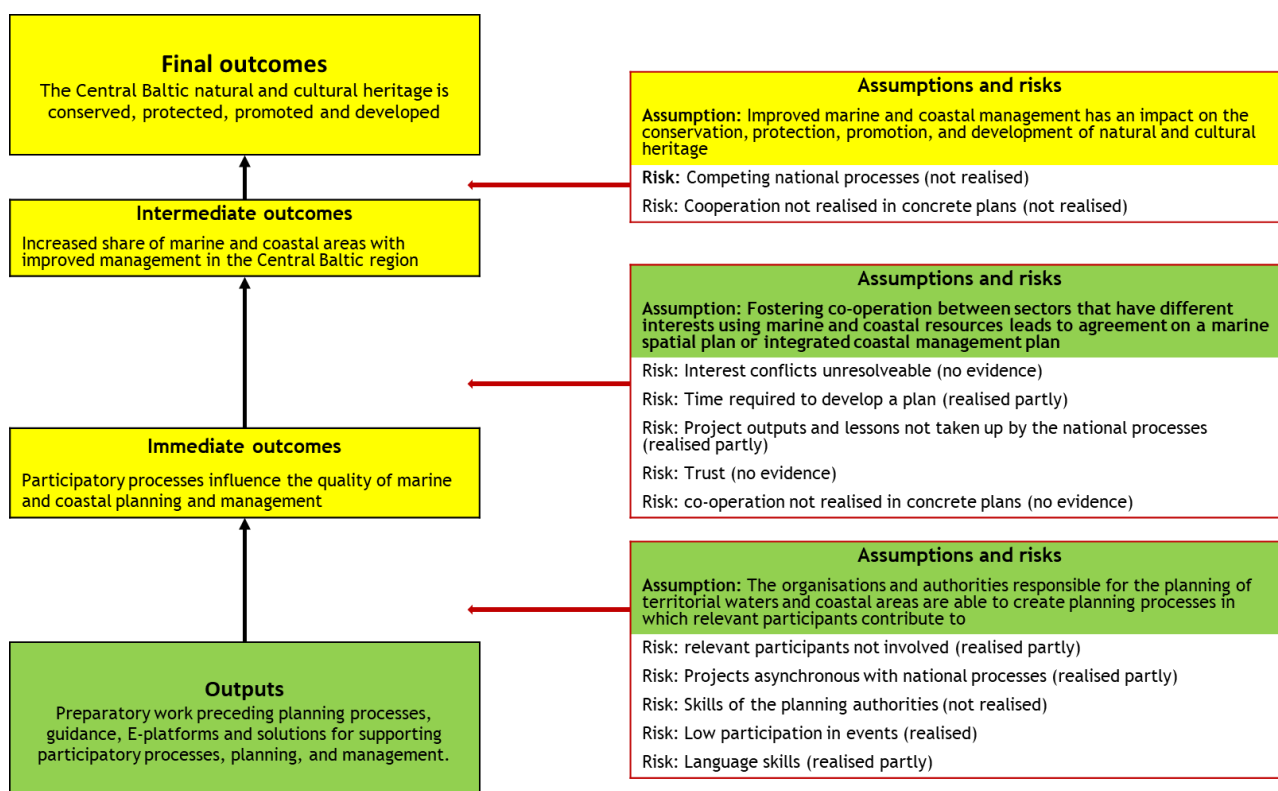 Final outcomes
The Central Baltic natural and cultural heritage is
conserved, protected, promoted and developed
Assumptions and risks
Assumption: Improved marine and coastal management has an impact on the
conservation, protection, promotion, and development of natural and cultural
heritage
Risk: Competing national processes (not realised)
Risk: Cooperation not realised in concrete plans (not realised)
Intermediate outcomes
Increased share of marine and coastal areas with
improved management in the Central Baltic region
Assumptions and risks
Assumption: Fostering co-operation between sectors that have different
interests using marine and coastal resources leads to agreement on a marine
spatial plan or integrated coastal management plan
Risk: Interest conflicts unresolveable (no evidence)
Risk: Time required to develop a plan (realised partly)
Risk: Project outputs and lessons not taken up by the national processes
(realised partly)
Risk: Trust (no evidence)
Risk: co-operation not realised in concrete plans (no evidence)
Immediate outcomes
Participatory processes influence the quality of marine
and coastal planning and management
Assumptions and risks
Assumption: The organisations and authorities responsible for the planning of
territorial waters and coastal areas are able to create planning processes in
which relevant participants contribute to
Risk: relevant participants not involved (realised partly)
Risk: Projects asynchronous with national processes (realised partly)
Risk: Skills of the planning authorities (not realised)
Risk: Low participation in events (realised)
Risk: Language skills (realised partly)
Outputs
Preparatory work preceding planning processes,
guidance, E-platforms and solutions for supporting
participatory processes, planning, and management.